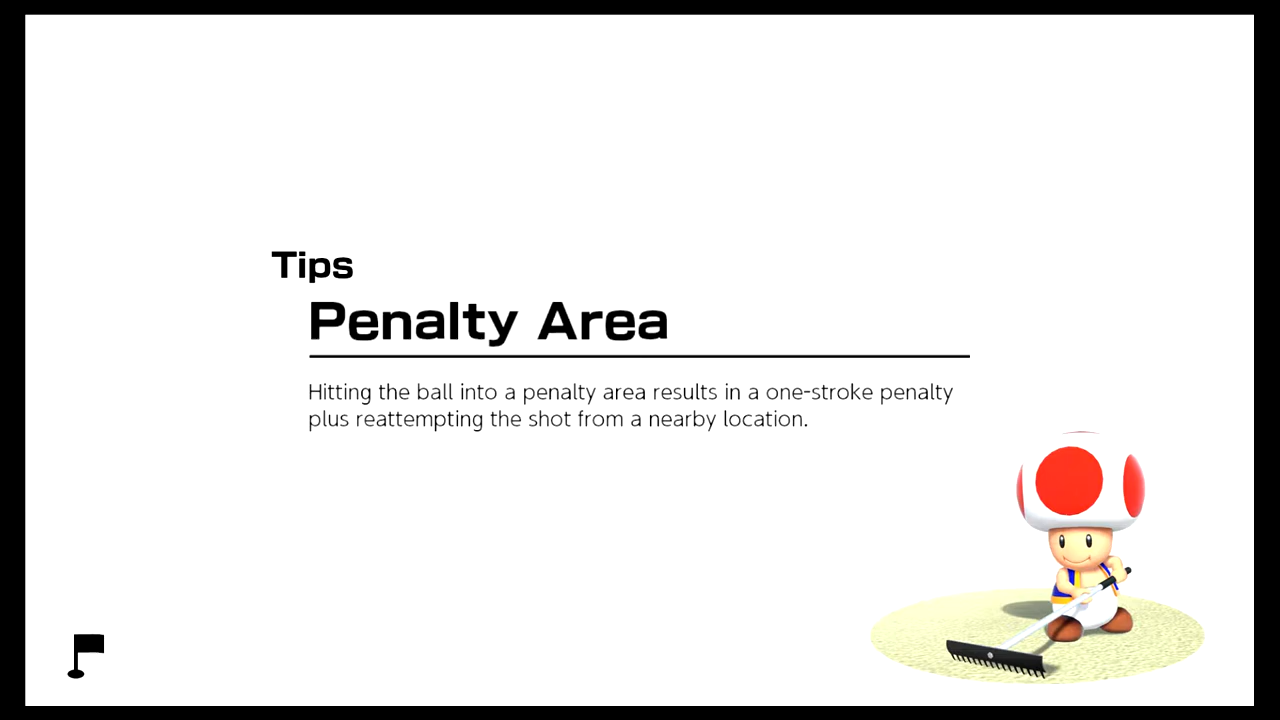 Tips
Penalty Area
Hitting the ball into a penalty area results in a one-stroke penalty
plus reattempting the shot from a nearby location.